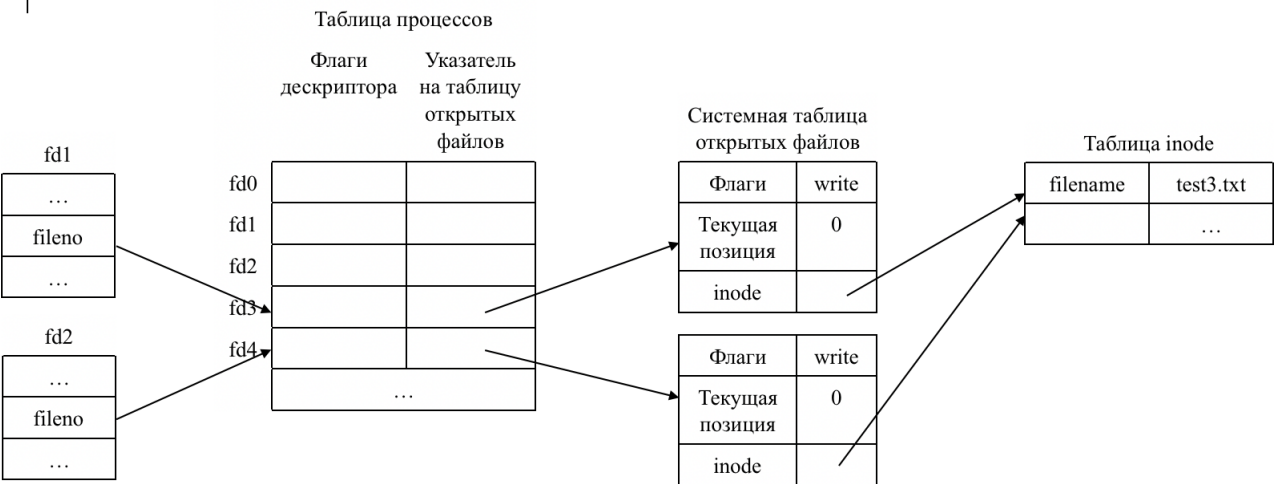 Таблица процессов
Флаги
дескриптора
Указатель
на таблицу
открытых
файлов
fd1
…
fileno
…
fd2
…
fileno
…
fd0
fd1
fd2
fd3
fd4
…
Системная таблица
открытых файлов
Флаги write
Текущая
позиция
0
inode
Флаги write
Текущая
позиция
0
inode
Таблица inode
filename test3.txt
…